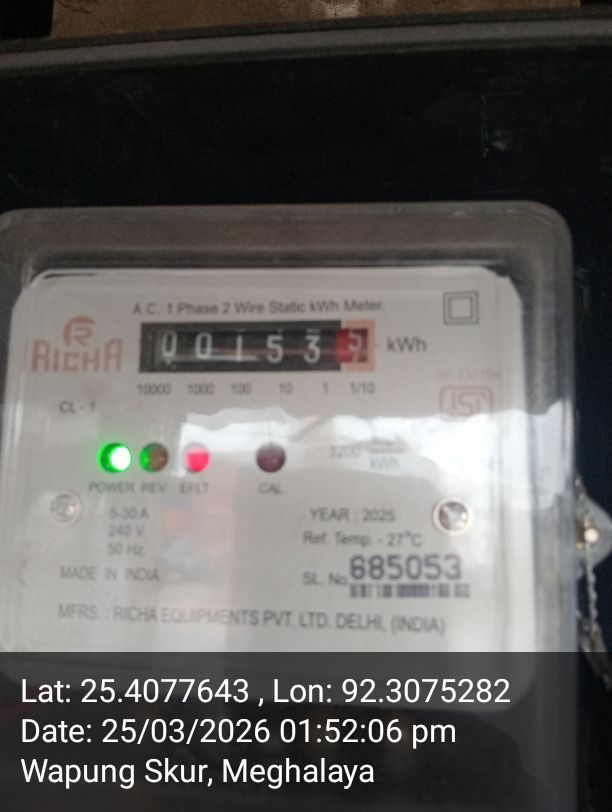 A.C. 1 Phase 2 Wire Static kWh Meter.
RICHA
0 0 1 5 3 kWh
10000 1000 100 10 1 1/10
CL - 1
3200 kWh
POWER REV EFLT CAL
5-30 A
240 V.
50 Hz.
YEAR : 2025
Ref. Temp. - 27°C
MADE IN INDIA
SL. No. 685053
MFRS. : RICHA EQUIPMENTS PVT. LTD. DELHI, (INDIA)
Lat: 25.4077643 , Lon: 92.3075282
Date: 25/03/2026 01:52:06 pm
Wapung Skur, Meghalaya